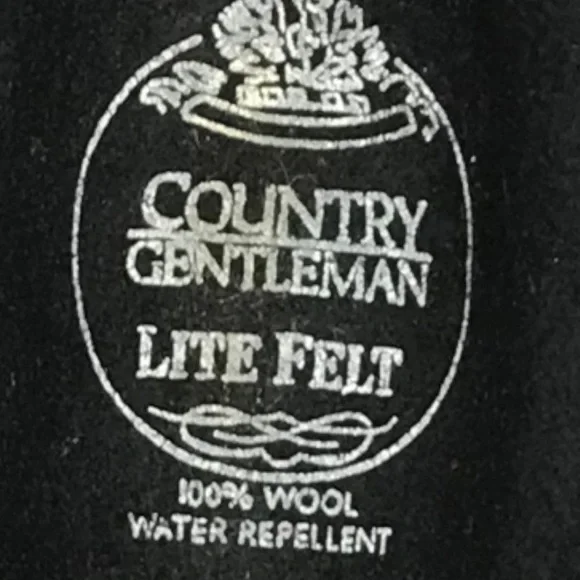 COUNTRY
GENTLEMAN
LITE FELT
100% WOOL
WATER REPELLENT